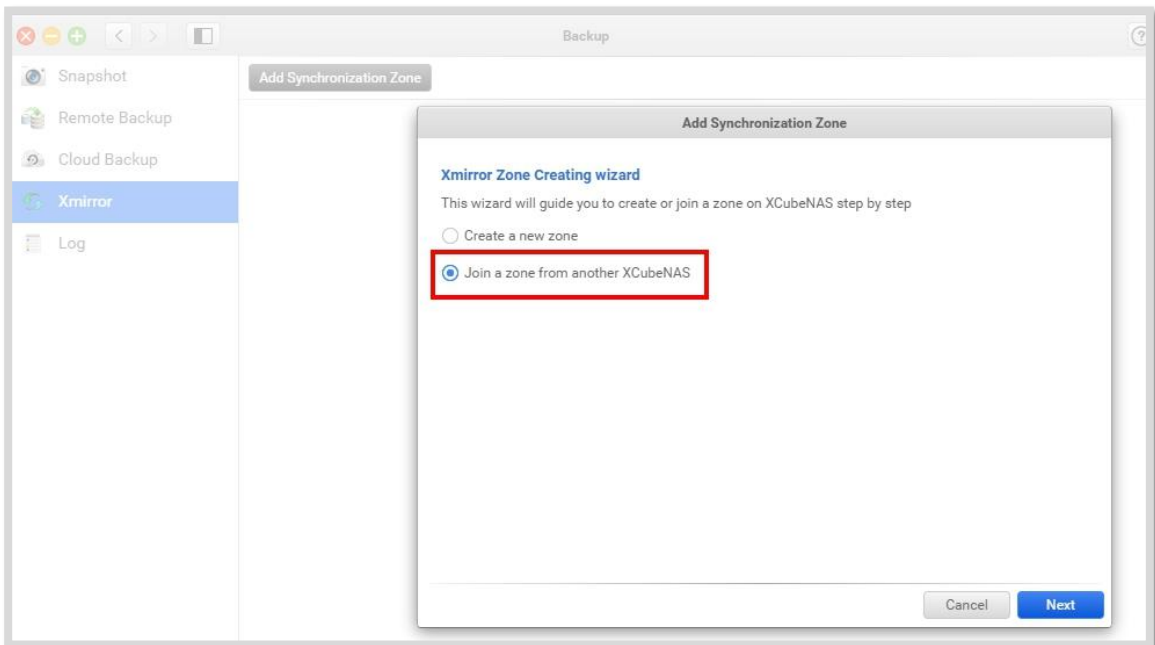 Backup
Snapshot
Remote Backup
Cloud Backup
Xmirror
Log
Add Synchronization Zone
Add Synchronization Zone
Xmirror Zone Creating wizard
This wizard will guide you to create or join a zone on XCubeNAS step by step
Create a new zone
Join a zone from another XCubeNAS
Cancel
Next